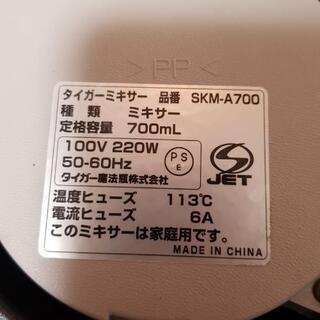 >PP<
タイガーミキサー 品番 SKM-A700
種類 ミキサー
定格容量 700mL
100V 220W
50-60Hz
PS
E
JET
タイガー魔法瓶株式会社
温度ヒューズ 113℃
電流ヒューズ 6A
このミキサーは家庭用です。
MADE IN CHINA